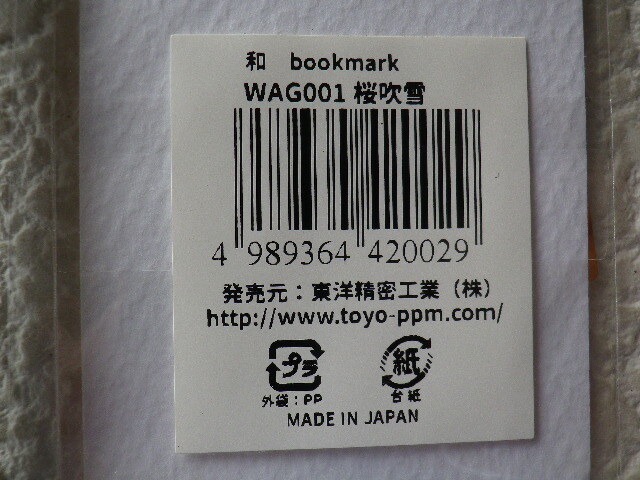 和 bookmark
WAG001 桜吹雪
4 989364 420029
発売元：東洋精密工業（株）
http://www.toyo-ppm.com/
プラ 紙
外袋：PP 台紙
MADE IN JAPAN